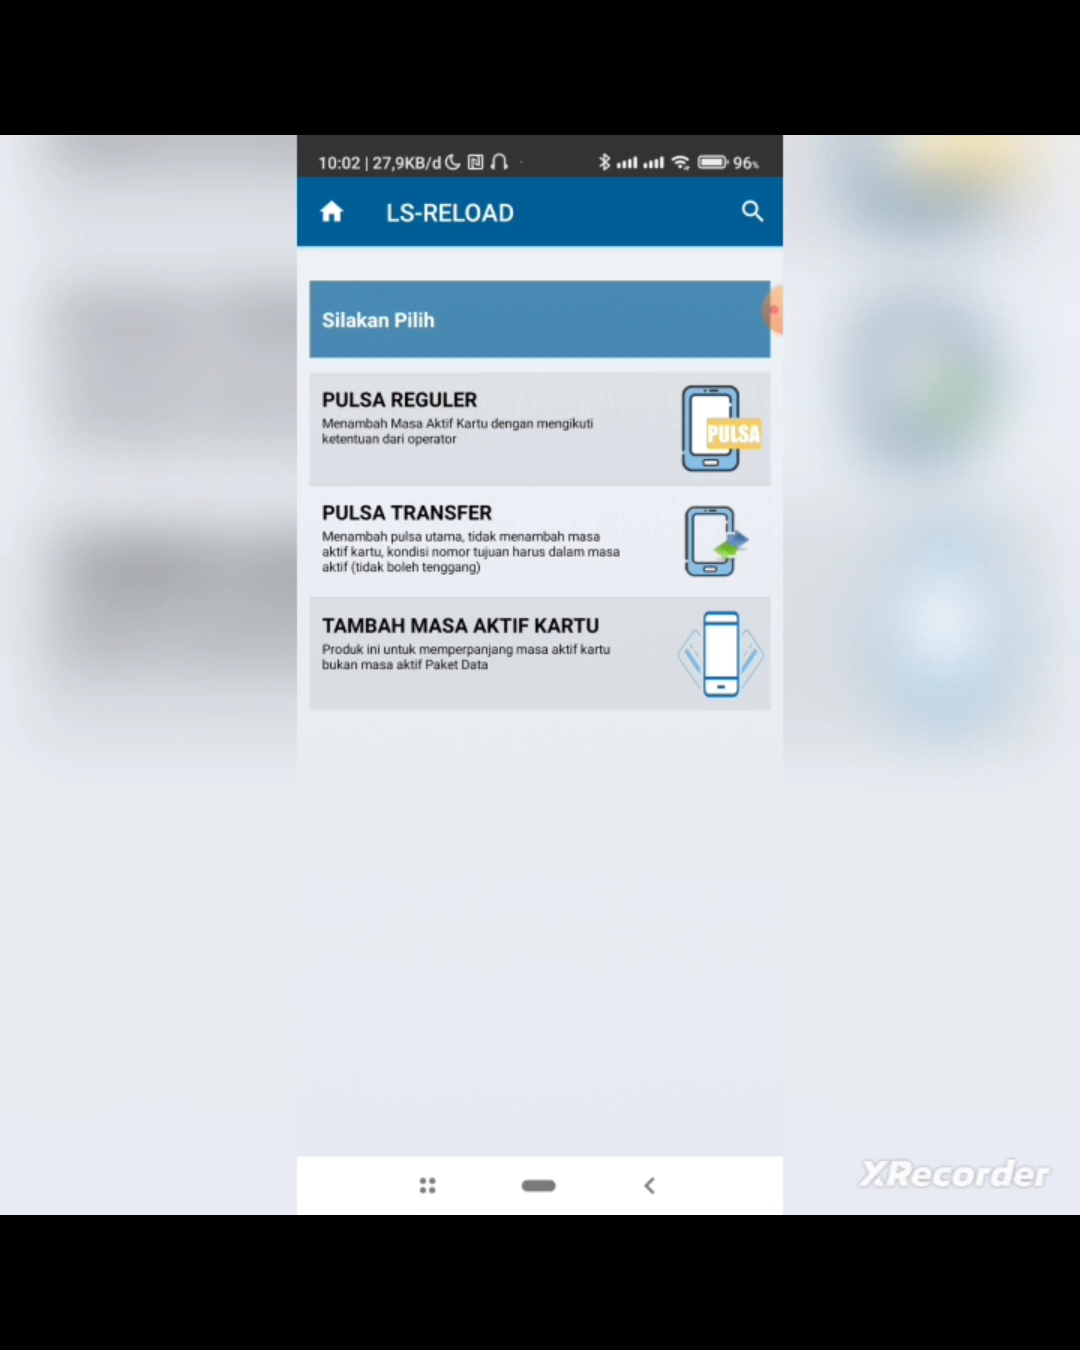 10:02 | 27,9KB/d
96%
LS-RELOAD
Silakan Pilih
PULSA REGULER
Menambah Masa Aktif Kartu dengan mengikuti
ketentuan dari operator
PULSA
PULSA TRANSFER
Menambah pulsa utama, tidak menambah masa
aktif kartu, kondisi nomor tujuan harus dalam masa
aktif (tidak boleh tenggang)
TAMBAH MASA AKTIF KARTU
Produk ini untuk memperpanjang masa aktif kartu
bukan masa aktif Paket Data
XRecorder